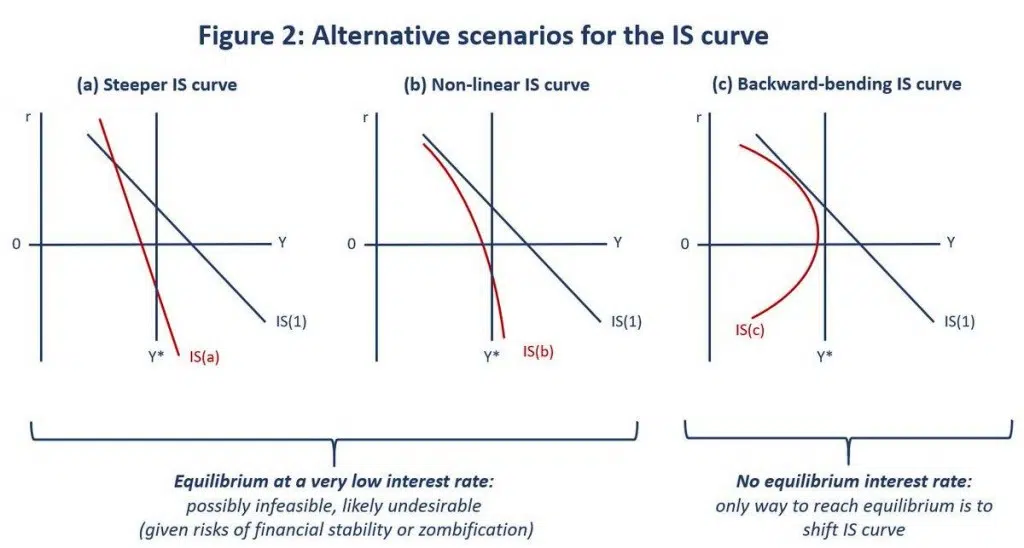 Figure 2: Alternative scenarios for the IS curve
(a) Steeper IS curve
r
0
Y
IS(1)
Y*
IS(a)
(b) Non-linear IS curve
r
0
Y
IS(1)
Y*
IS(b)
(c) Backward-bending IS curve
r
0
Y
IS(1)
IS(c)
Y*
Equilibrium at a very low interest rate:
possibly infeasible, likely undesirable
(given risks of financial stability or zombification)
No equilibrium interest rate:
only way to reach equilibrium is to
shift IS curve